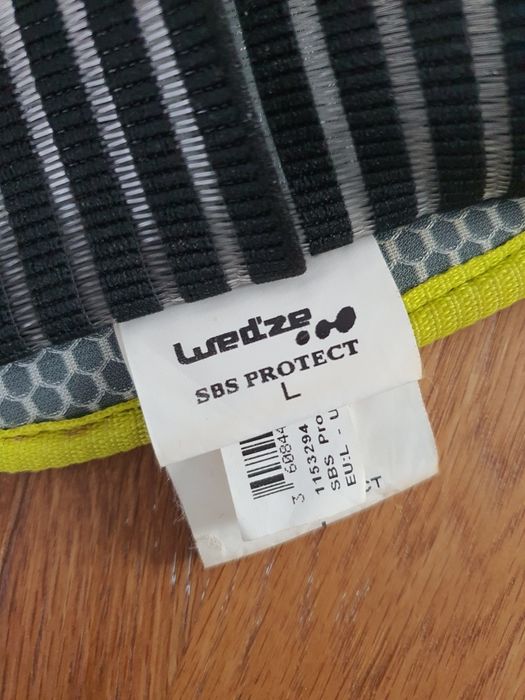 wed'ze
SBS PROTECT
L
3 60844
1153294
SBS Pro
EU:L - U
CT